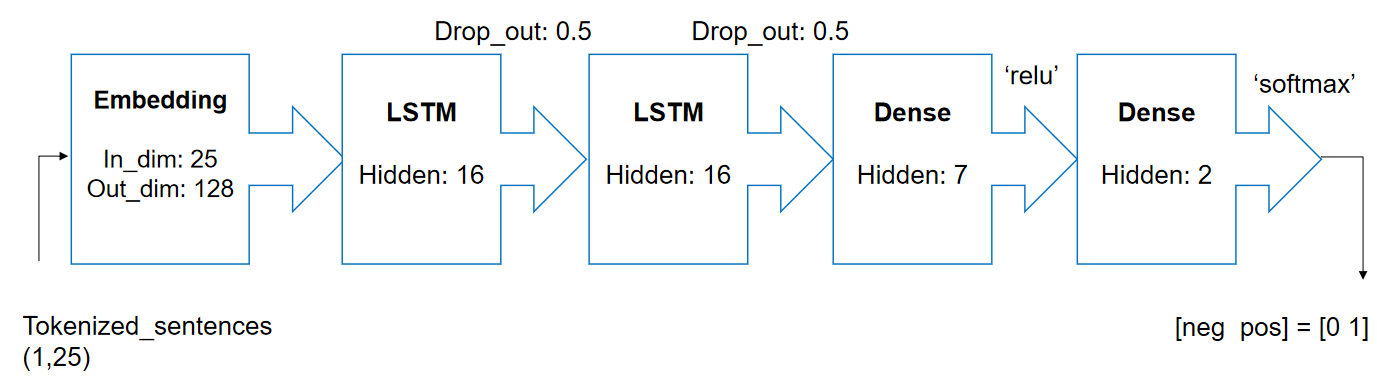 Drop_out: 0.5
Drop_out: 0.5
Embedding
In_dim: 25
Out_dim: 128
LSTM
Hidden: 16
LSTM
Hidden: 16
Dense
Hidden: 7
‘relu’
Dense
Hidden: 2
‘softmax’
Tokenized_sentences
(1,25)
[neg  pos] = [0 1]